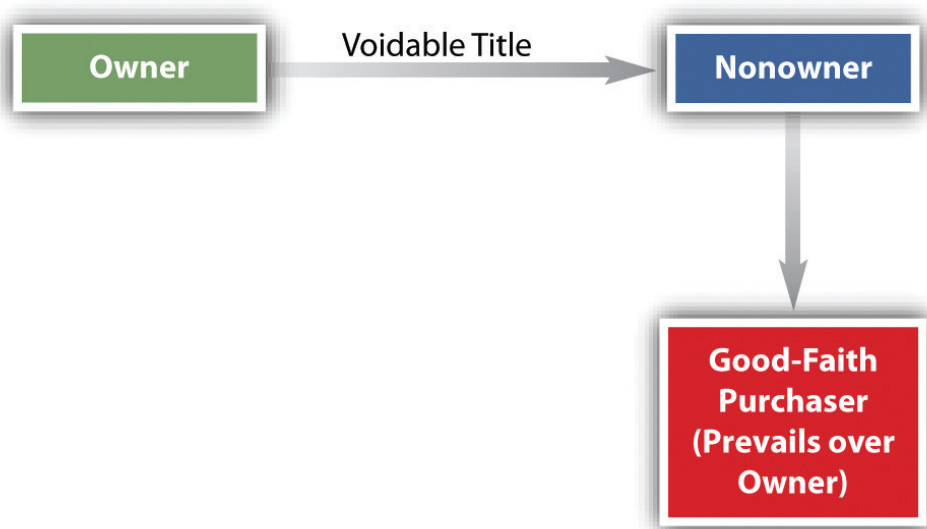 Owner
Voidable Title
Nonowner
Good-Faith
Purchaser
(Prevails over
Owner)